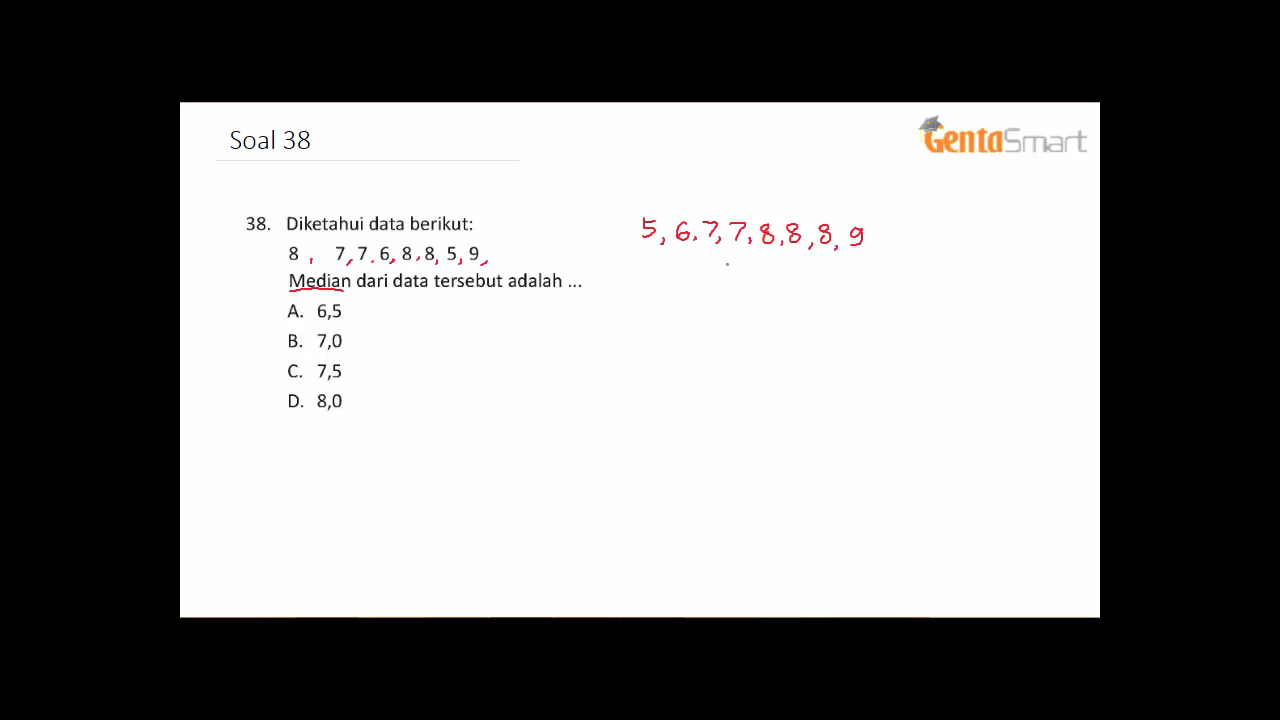 Soal 38
GentaSmart
38. Diketahui data berikut:
8 , 7, 7, 6, 8, 8, 5, 9,
Median dari data tersebut adalah ...
A. 6,5
B. 7,0
C. 7,5
D. 8,0
5, 6, 7, 7, 8, 8, 8, 9